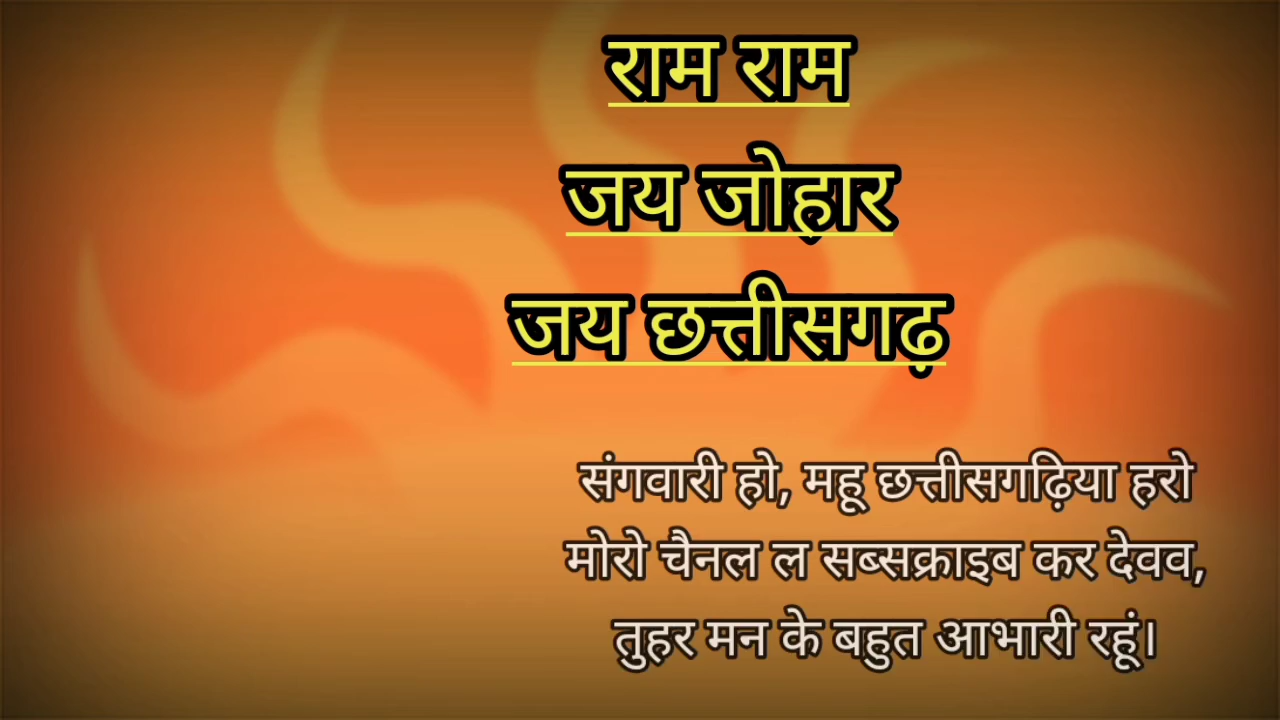 राम राम
जय जोहार
जय छत्तीसगढ़
संगवारी हो, महू छत्तीसगढ़िया हरो
मोरो चैनल ल सब्सक्राइब कर देवव,
तुहर मन के बहुत आभारी रहूं।